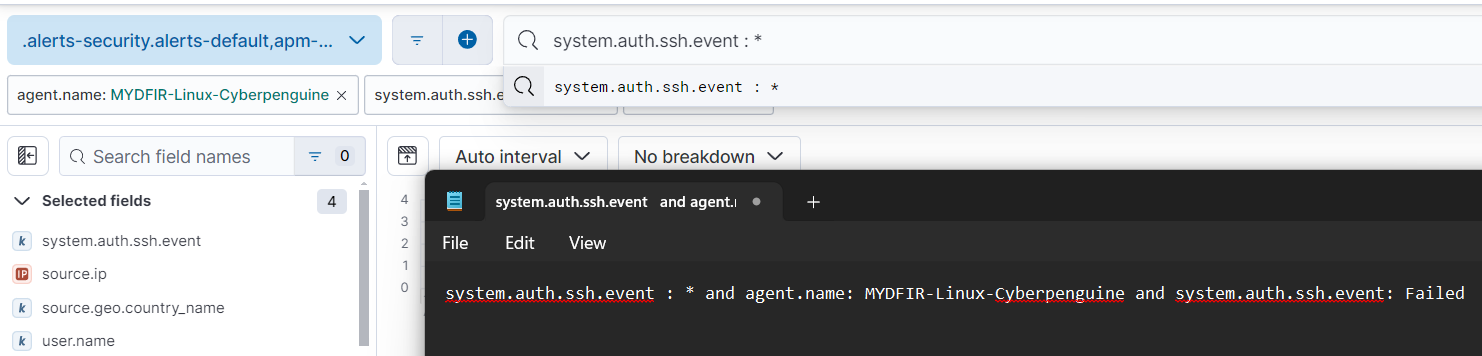 .alerts-security.alerts-default,apm-...
system.auth.ssh.event : *
system.auth.ssh.event : *
agent.name: MYDFIR-Linux-Cyberpenguine ×
system.auth.ssh.e
Search field names
0
Auto interval
No breakdown
Selected fields
4
system.auth.ssh.event
source.ip
source.geo.country_name
user.name
4
3
2
1
0
system.auth.ssh.event and agent.
File Edit View
system.auth.ssh.event : * and agent.name: MYDFIR-Linux-Cyberpenguine and system.auth.ssh.event: Failed
k
IP
k
k